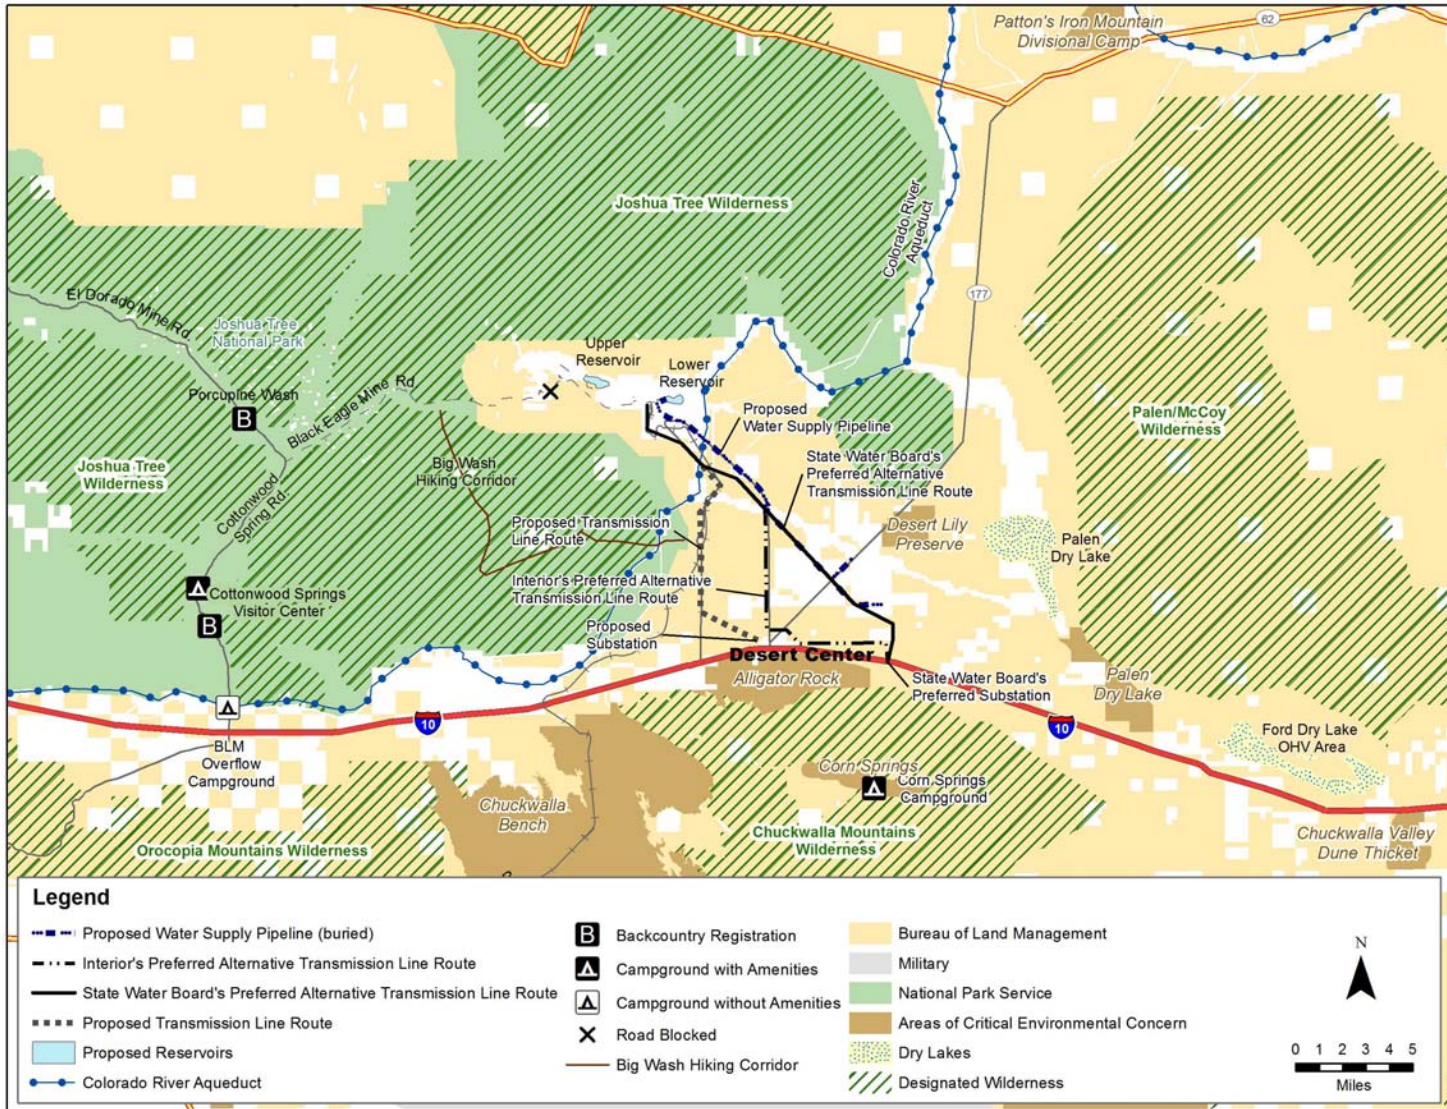 Patton's Iron Mountain
Divisional Camp
62
Joshua Tree Wilderness
Colorado River
Aqueduct
177
El Dorado Mine Rd.
Joshua Tree
National Park
Upper
Reservoir
Lower
Reservoir
Porcupine Wash
B
Black Eagle Mine Rd
Proposed
Water Supply Pipeline
Palen/McCoy
Wilderness
Joshua Tree
Wilderness
Big Wash
Hiking Corridor
State Water Board's
Preferred Alternative
Transmission Line Route
Cottonwood
Spring Rd.
Proposed Transmission
Line Route
Desert Lily
Preserve
Palen
Dry Lake
Interior's Preferred Alternative
Transmission Line Route
Cottonwood Springs
Visitor Center
B
Proposed
Substation
Desert Center
Alligator Rock
State Water Board's
Preferred Substation
Palen
Dry Lake
10
10
BLM
Overflow
Campground
Ford Dry Lake
OHV Area
Corn Springs
Corn Springs
Campground
Chuckwalla
Bench
Chuckwalla Mountains
Wilderness
Orocopia Mountains Wilderness
Chuckwalla Valley
Dune Thicket
Legend
Proposed Water Supply Pipeline (buried)
Interior's Preferred Alternative Transmission Line Route
State Water Board's Preferred Alternative Transmission Line Route
Proposed Transmission Line Route
Proposed Reservoirs
Colorado River Aqueduct
B Backcountry Registration
Campground with Amenities
Campground without Amenities
Road Blocked
Big Wash Hiking Corridor
Bureau of Land Management
Military
National Park Service
Areas of Critical Environmental Concern
Dry Lakes
Designated Wilderness
N
0 1 2 3 4 5
Miles